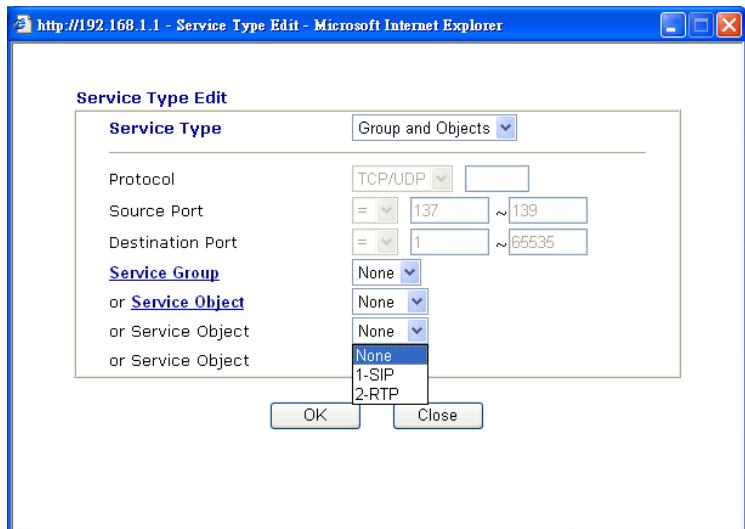 http://192.168.1.1 - Service Type Edit - Microsoft Internet Explorer
Service Type Edit
Service Type Group and Objects
Protocol TCP/UDP
Source Port = 137 ~ 139
Destination Port = 1 ~ 65535
Service Group None
or Service Object None
or Service Object None
or Service Object
None
1-SIP
2-RTP
OK Close